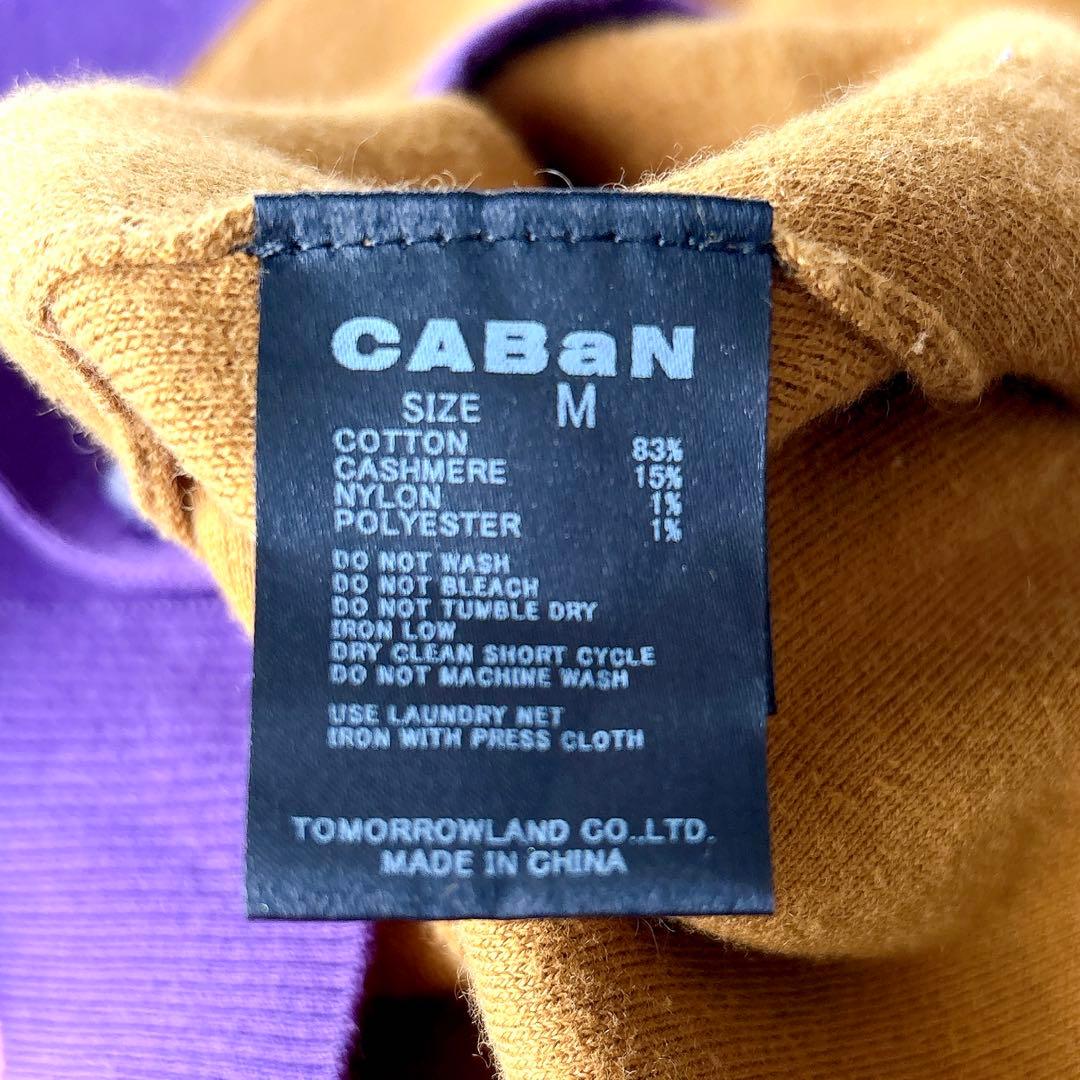 CABaN
SIZE M
COTTON 83%
CASHMERE 15%
NYLON 1%
POLYESTER 1%
DO NOT WASH
DO NOT BLEACH
DO NOT TUMBLE DRY
IRON LOW
DRY CLEAN SHORT CYCLE
DO NOT MACHINE WASH
USE LAUNDRY NET
IRON WITH PRESS CLOTH
TOMORROWLAND CO.,LTD.
MADE IN CHINA